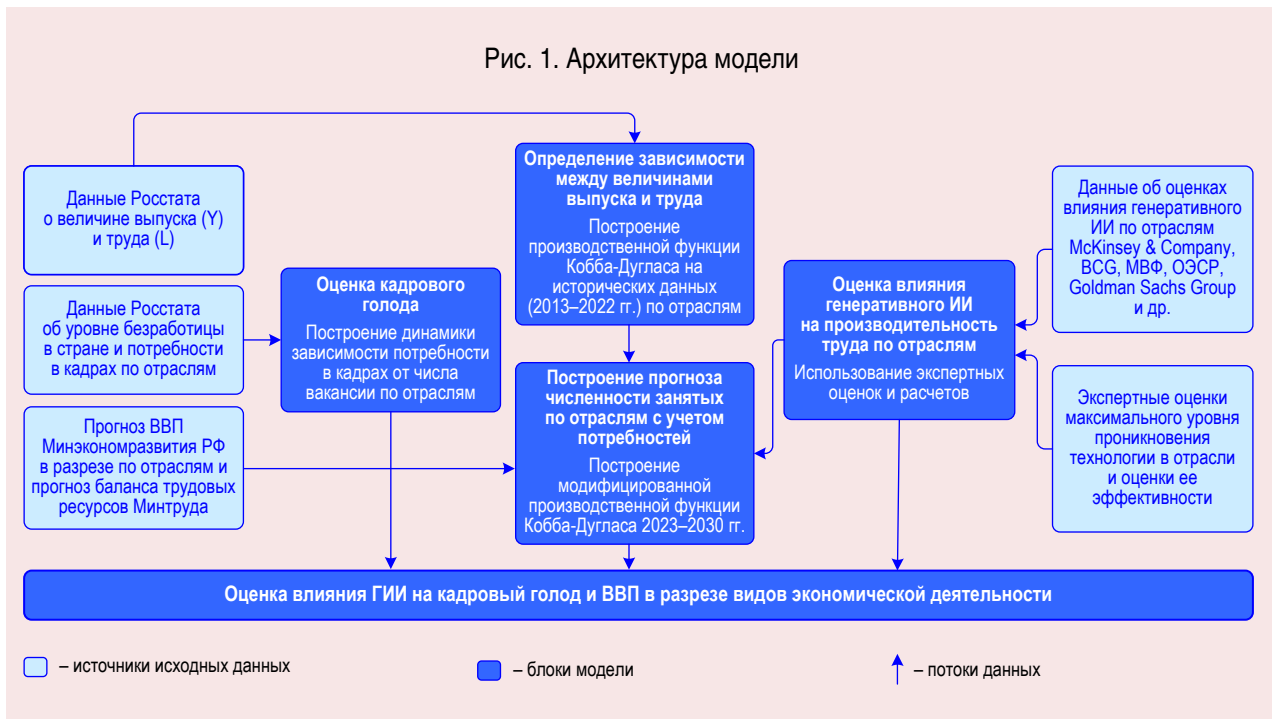 Рис. 1. Архитектура модели
Данные Росстата
о величине выпуска (Y)
и труда (L)
Данные Росстата
об уровне безработицы
в стране и потребности
в кадрах по отраслям
Прогноз ВВП
Минэкономразвития РФ
в разрезе по отраслям и
прогноз баланса трудовых
ресурсов Минтруда
Оценка кадрового
голода
Построение динамики
зависимости потребности
в кадрах от числа
вакансии по отраслям
Определение зависимости
между величинами
выпуска и труда
Построение
производственной функции
Кобба-Дугласа на
исторических данных
(2013–2022 гг.) по отраслям
Построение прогноза
численности занятых
по отраслям с учетом
потребностей
Построение
модифицированной
производственной функции
Кобба-Дугласа 2023–2030 гг.
Оценка влияния
генеративного ИИ
на производительность
труда по отраслям
Использование экспертных
оценок и расчетов
Данные об оценках
влияния генеративного
ИИ по отраслям
McKinsey & Company,
BCG, МВФ, ОЭСР,
Goldman Sachs Group
и др.
Экспертные оценки
максимального уровня
проникновения
технологии в отрасли
и оценки ее
эффективности
Оценка влияния ГИИ на кадровый голод и ВВП в разрезе видов экономической деятельности
– источники исходных данных
– блоки модели
– потоки данных